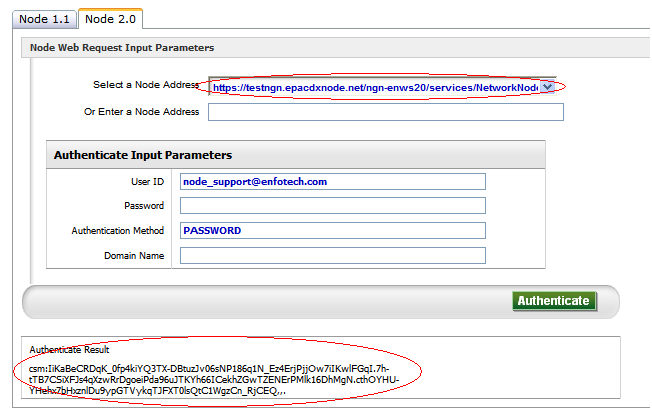 Node 1.1 Node 2.0
Node Web Request Input Parameters
Select a Node Address https://testngn.epacdxnode.net/ngn-enws20/services/NetworkNode
Or Enter a Node Address
Authenticate Input Parameters
User ID node_support@enfotech.com
Password
Authentication Method PASSWORD
Domain Name
Authenticate
Authenticate Result
csm:IiKaBeCRDqK_0fp4kiYQ3TX-DBtuzJv06sNP186q1N_Ez4ErjPjjOw7iIKwlFGqI.7h-
tTB7CSiXFJs4qXzwRrDgoeiPda96uJTKYh66ICekhZGwTZENErPMlk16DhMgN.cthOYHU-
YHehx7bHxznlDu9ypGTVykqTJFXT0lsQtC1WgzCn_RjCEQ,,.